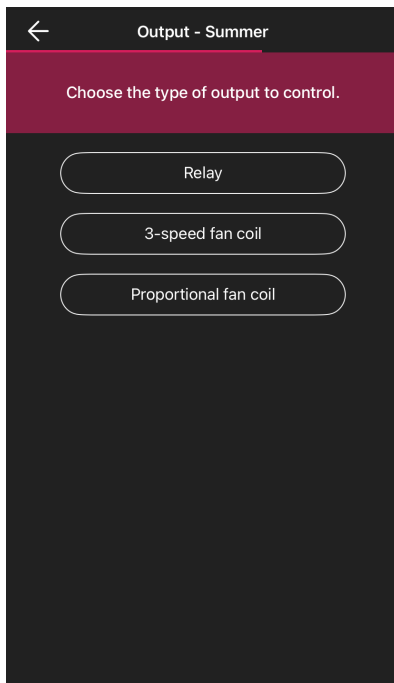 Output - Summer
Choose the type of output to control.
Relay
3-speed fan coil
Proportional fan coil